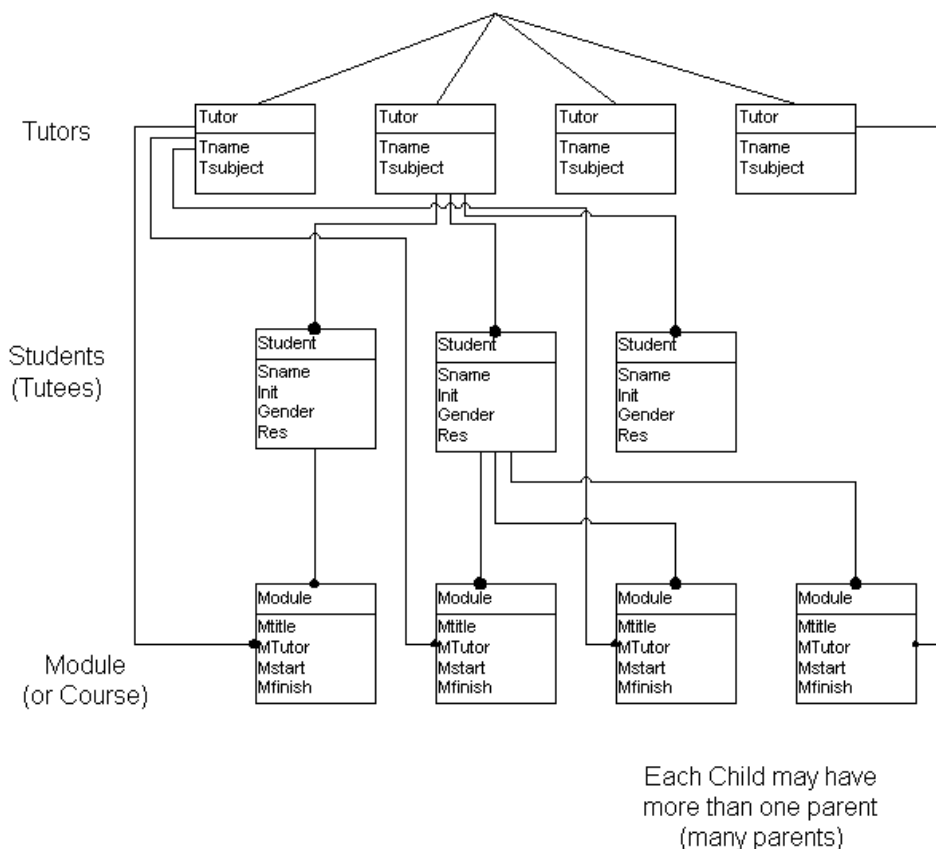 Tutors
Tutor
Tname
Tsubject
Tutor
Tname
Tsubject
Tutor
Tname
Tsubject
Tutor
Tname
Tsubject
Students
(Tutees)
Student
Sname
Init
Gender
Res
Student
Sname
Init
Gender
Res
Student
Sname
Init
Gender
Res
Module
(or Course)
Module
Mtitle
MTutor
Mstart
Mfinish
Module
Mtitle
MTutor
Mstart
Mfinish
Module
Mtitle
MTutor
Mstart
Mfinish
Module
Mtitle
MTutor
Mstart
Mfinish
Each Child may have
more than one parent
(many parents)